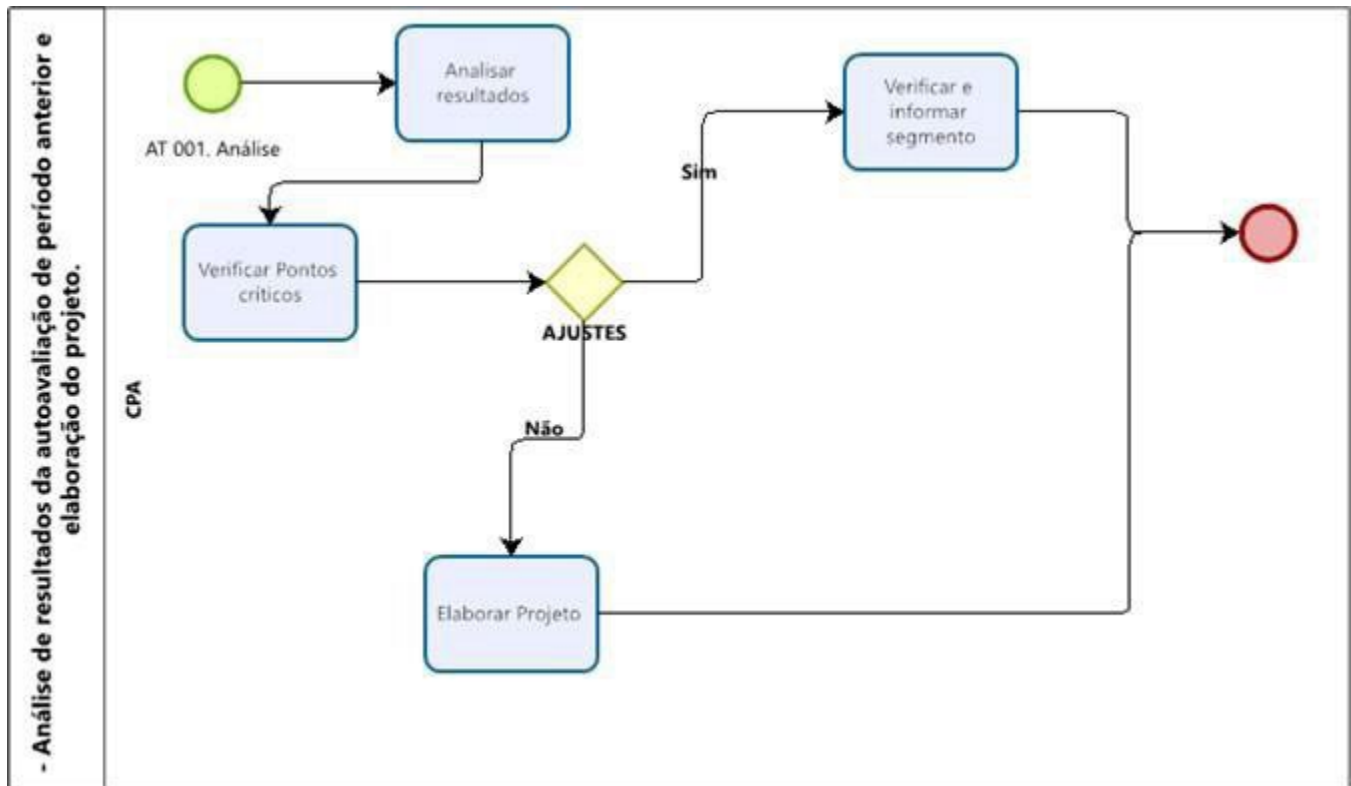 - Análise de resultados da autoavaliação de período anterior e
elaboração do projeto.
CPA
AT 001. Análise
Analisar
resultados
Verificar Pontos
críticos
AJUSTES
Sim
Verificar e
informar
segmento
Não
Elaborar Projeto